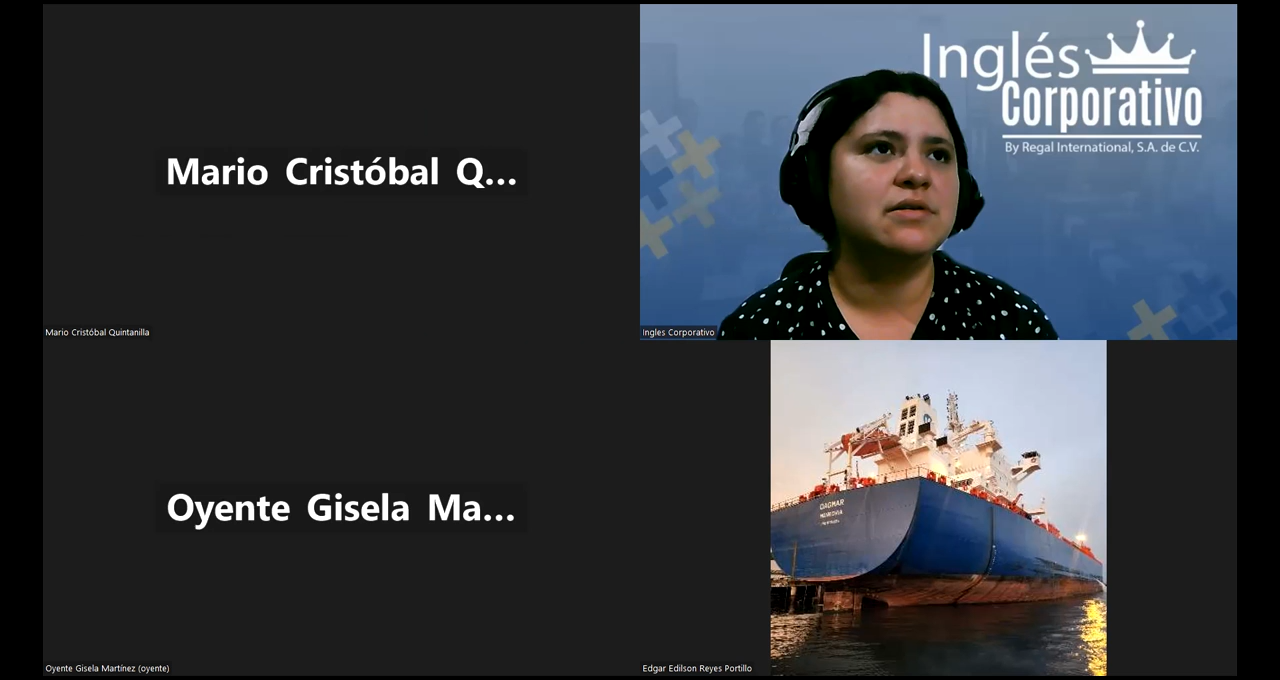 Mario Cristóbal Q...
Mario Cristóbal Quintanilla
Inglés
Corporativo
By Regal International, S.A. de C.V.
Ingles Corporativo
Oyente Gisela Ma...
Oyente Gisela Martínez (oyente)
DAGMAR
MONROVIA
Edgar Edilson Reyes Portillo